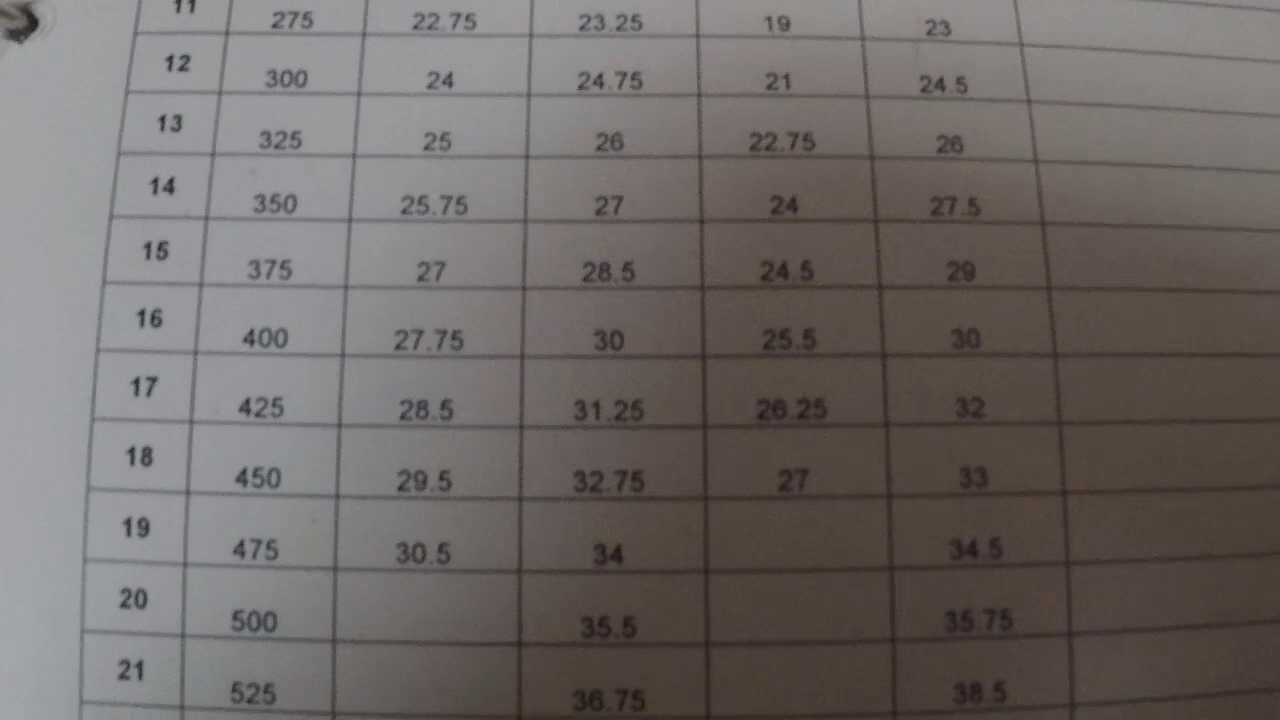 11 275 22.75 23.25 19 23
12 300 24 24.75 21 24.5
13 325 25 26 22.75 26
14 350 25.75 27 24 27.5
15 375 27 28.5 24.5 29
16 400 27.75 30 25.5 30
17 425 28.5 31.25 26.25 32
18 450 29.5 32.75 27 33
19 475 30.5 34 34.5
20 500 35.5 35.75
21 525 36.75 38.5